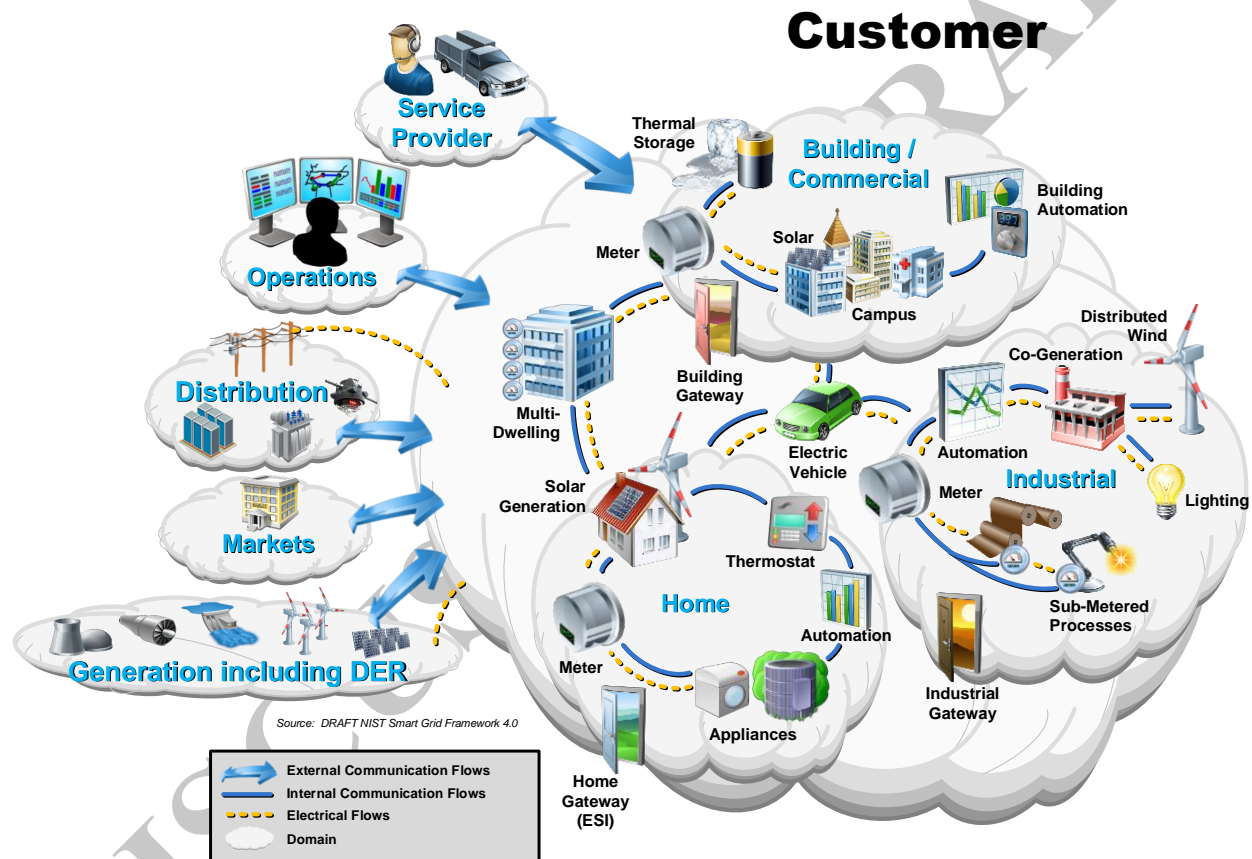 Customer
Service
Provider
Thermal
Storage
Building /
Commercial
Building
Automation
Meter
Solar
Operations
Campus
Distributed
Wind
Co-Generation
Distribution
Building
Gateway
Multi-
Dwelling
Electric
Vehicle
Automation
Industrial
Solar
Generation
Meter
Lighting
Markets
Thermostat
Home
Sub-Metered
Processes
Automation
Generation including DER
Meter
Industrial
Gateway
Source: DRAFT NIST Smart Grid Framework 4.0
Appliances
Home
Gateway
(ESI)
External Communication Flows
Internal Communication Flows
Electrical Flows
Domain